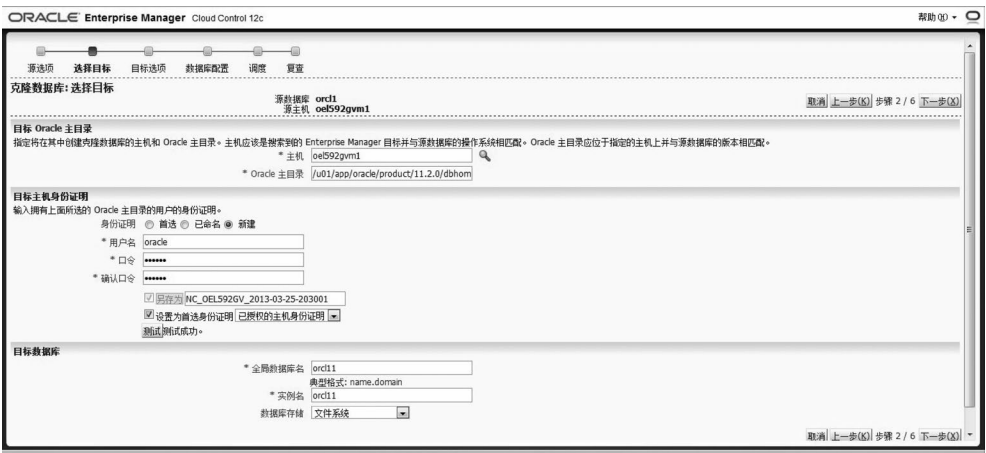 ORACLE Enterprise Manager Cloud Control 12c
帮助(H)
源选项 选择目标 目标选项 数据库配置 调度 复查
克隆数据库: 选择目标
源数据库 orcl1
源主机 oel592gvm1
取消 上一步(K) 步骤 2 / 6 下一步(X)
目标 Oracle 主目录
指定将在其中创建克隆数据库的主机和 Oracle 主目录。主机应该是搜索到的 Enterprise Manager 目标并与源数据库的操作系统相匹配。Oracle 主目录应位于指定的主机上并与源数据库的版本相匹配。
* 主机 oel592gvm1
* Oracle 主目录 /u01/app/oracle/product/11.2.0/dbhom
目标主机身份证明
输入拥有上面所选的 Oracle 主目录的用户的身份证明。
身份证明 首选 已命名 新建
* 用户名 oracle
* 口令 ••••••
* 确认口令 ••••••
另存为 NC_OEL592GV_2013-03-25-203001
设置为首选身份证明 已授权的主机身份证明
测试 测试成功。
目标数据库
* 全局数据库名 orcl11
典型格式: name.domain
* 实例名 orcl11
数据库存储 文件系统
取消 上一步(K) 步骤 2 / 6 下一步(X)